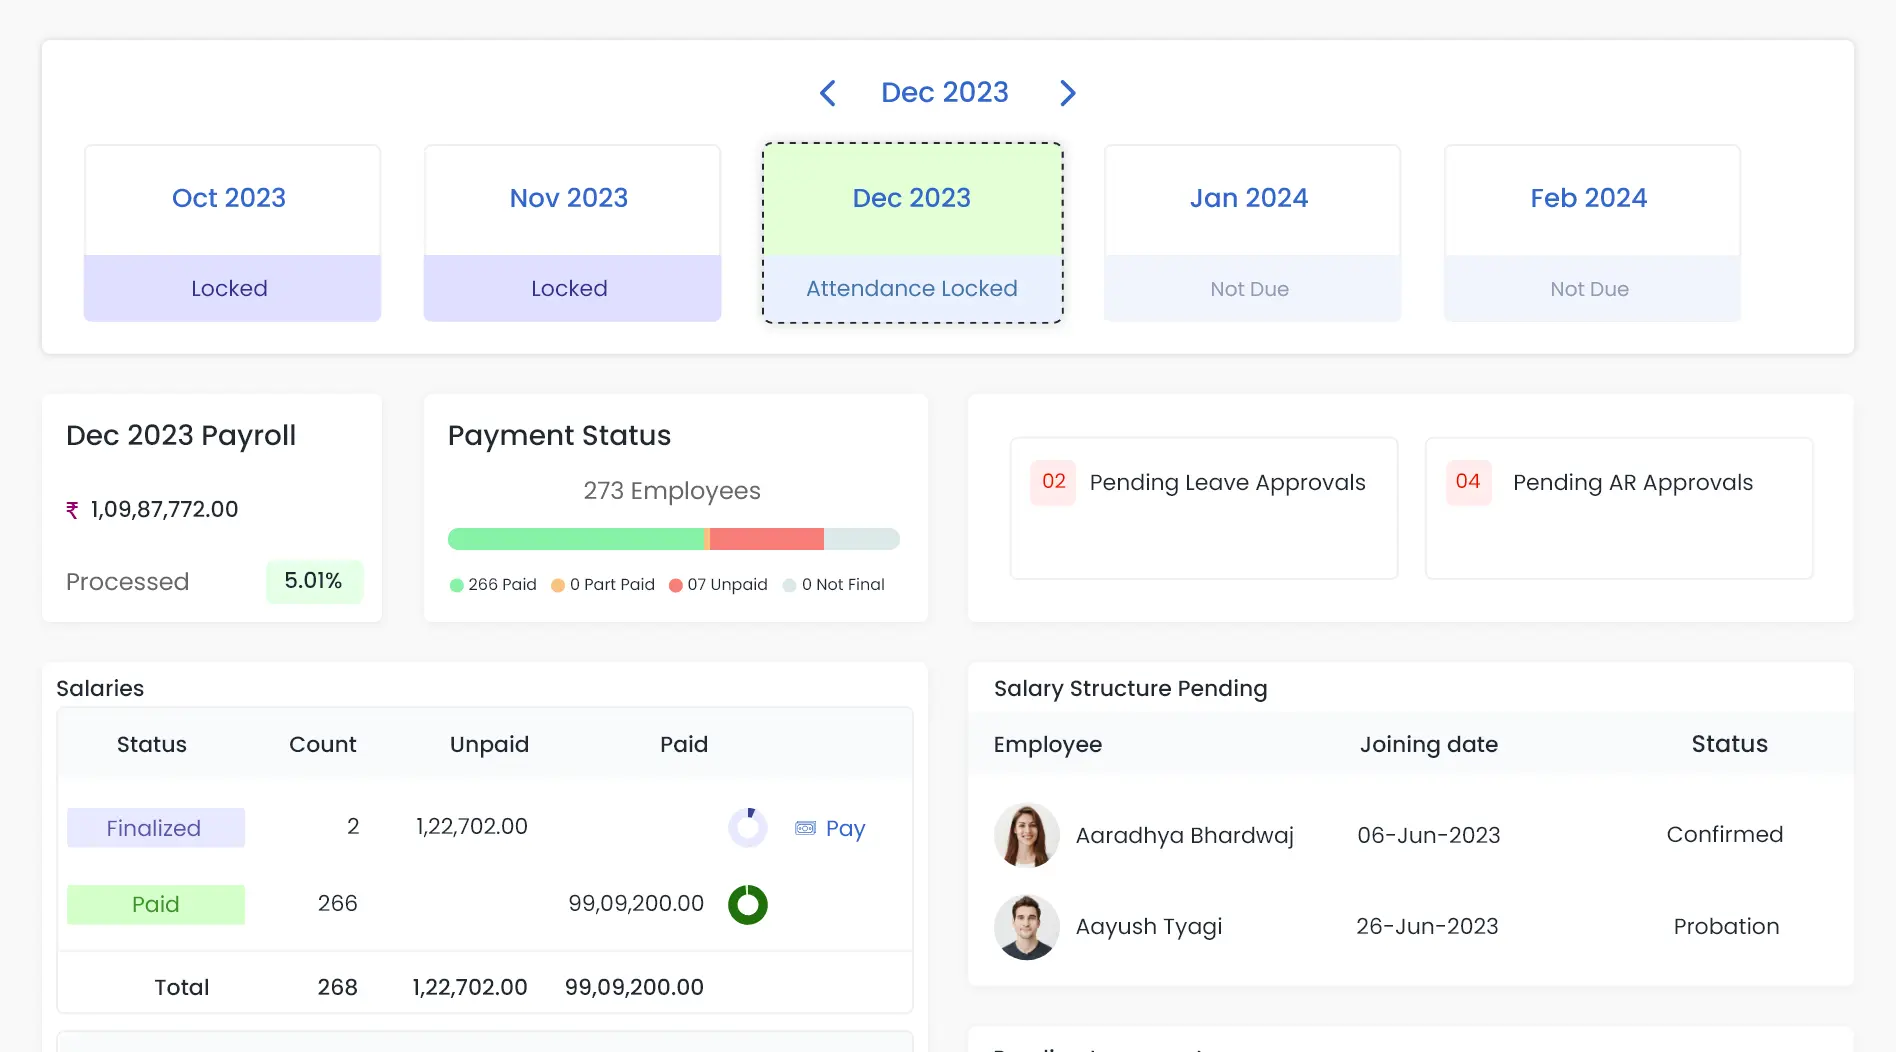 Dec 2023
Oct 2023
Nov 2023
Dec 2023
Jan 2024
Feb 2024
Locked
Locked
Attendance Locked
Not Due
Not Due
Dec 2023 Payroll
₹ 1,09,87,772.00
Processed 5.01%
Payment Status
273 Employees
266 Paid 0 Part Paid 07 Unpaid 0 Not Final
02 Pending Leave Approvals
04 Pending AR Approvals
Salaries
Status Count Unpaid Paid
Finalized 2 1,22,702.00 Pay
Paid 266 99,09,200.00
Total 268 1,22,702.00 99,09,200.00
Salary Structure Pending
Employee Joining date Status
Aaradhya Bhardwaj 06-Jun-2023 Confirmed
Aayush Tyagi 26-Jun-2023 Probation